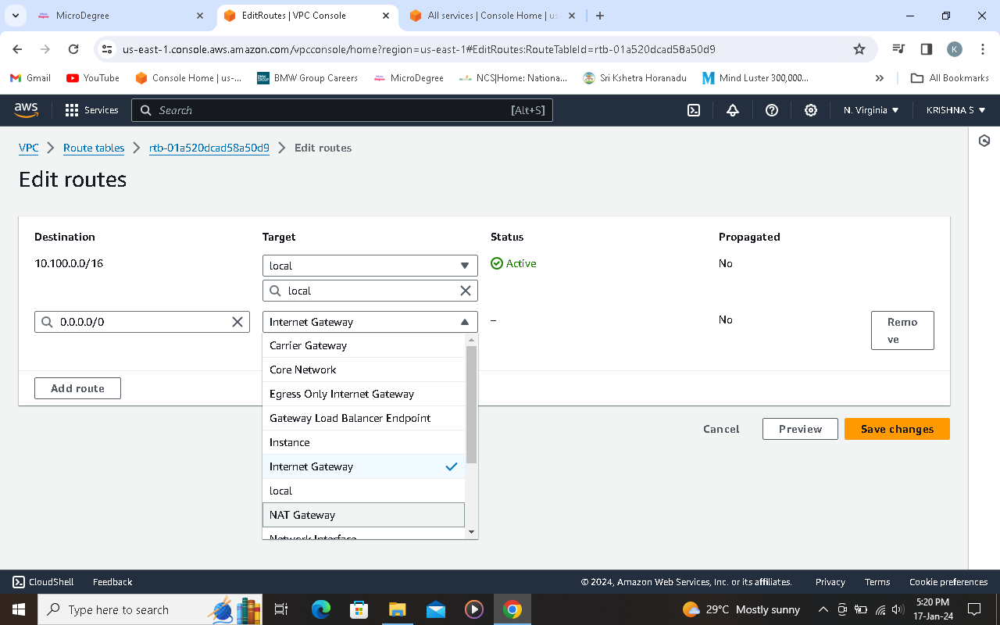 MicroDegree
EditRoutes | VPC Console
All services | Console Home | us
us-east-1.console.aws.amazon.com/vpcconsole/home?region=us-east-1#EditRoutes:RouteTableId=rtb-01a520dcad58a50d9
K
Gmail
YouTube
Console Home | us-...
BMW Group Careers
MicroDegree
NCS|Home: Nationa...
Sri Kshetra Horanadu
Mind Luster 300,000...
All Bookmarks
aws
Services
Search
[Alt+S]
N. Virginia
KRISHNA S
VPC
Route tables
rtb-01a520dcad58a50d9
Edit routes
Edit routes
Destination
Target
Status
Propagated
10.100.0.0/16
local
Active
No
local
0.0.0.0/0
Internet Gateway
–
No
Remo
ve
Carrier Gateway
Core Network
Egress Only Internet Gateway
Gateway Load Balancer Endpoint
Instance
Internet Gateway
local
NAT Gateway
Network Interface
Add route
Cancel
Preview
Save changes
CloudShell
Feedback
© 2024, Amazon Web Services, Inc. or its affiliates.
Privacy
Terms
Cookie preferences
Type here to search
29°C Mostly sunny
5:20 PM
17-Jan-24